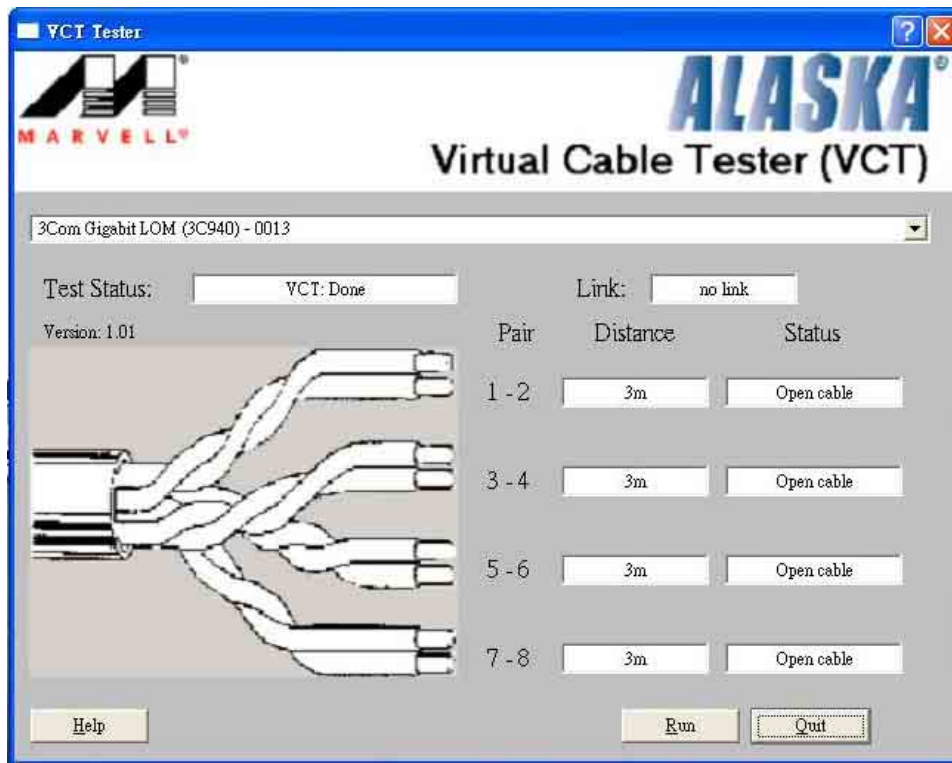 VCT Tester
MARVELL®
ALASKA®
Virtual Cable Tester (VCT)
3Com Gigabit LOM (3C940) - 0013
Test Status: VCT: Done Link: no link
Version: 1.01
Pair Distance Status
1 - 2 3m Open cable
3 - 4 3m Open cable
5 - 6 3m Open cable
7 - 8 3m Open cable
Help Run Quit